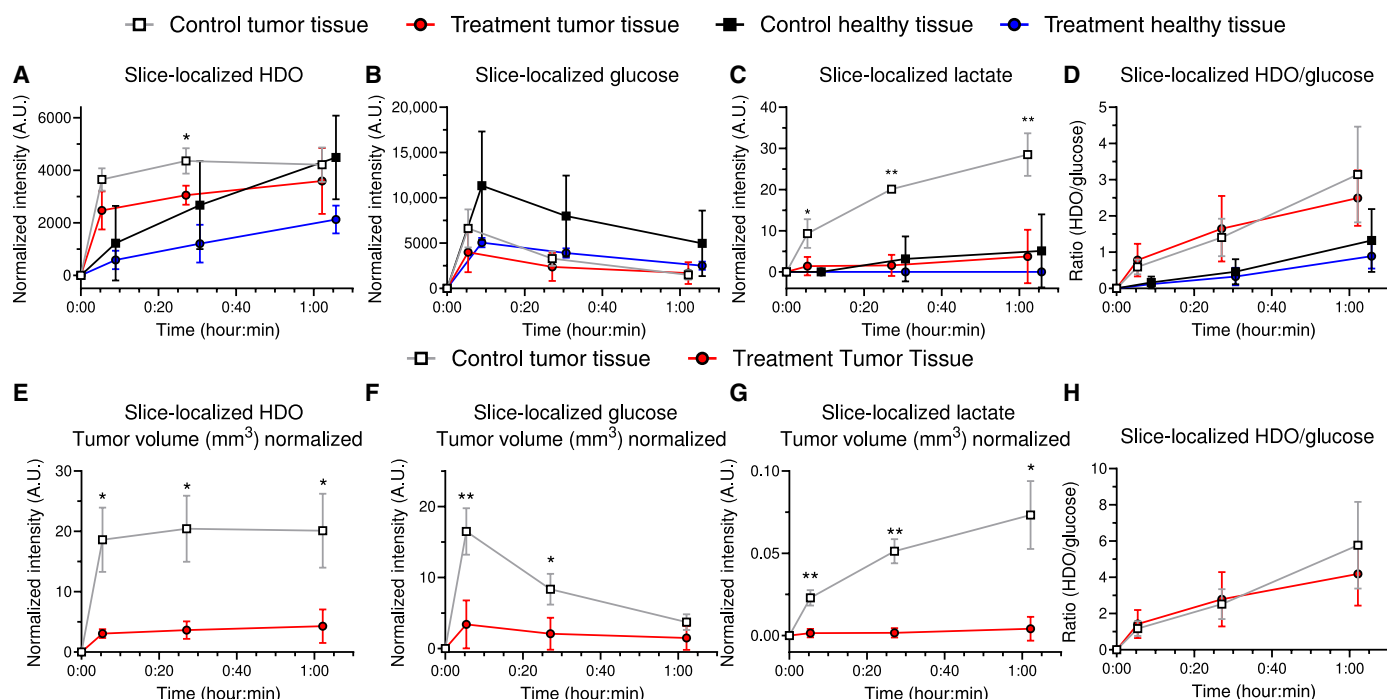 Control tumor tissue Treatment tumor tissue Control healthy tissue Treatment healthy tissue
A
Slice-localized HDO
Normalized intensity (A.U.)
6000
4000
2000
0
*
0:00 0:20 0:40 1:00
Time (hour:min)
B
Slice-localized glucose
Normalized intensity (A.U.)
20,000
15,000
10,000
5000
0
0:00 0:20 0:40 1:00
Time (hour:min)
C
Slice-localized lactate
Normalized intensity (A.U.)
40
30
20
10
0
* ** **
0:00 0:20 0:40 1:00
Time (hour:min)
D
Slice-localized HDO/glucose
Ratio (HDO/glucose)
5
4
3
2
1
0
0:00 0:20 0:40 1:00
Time (hour:min)
Control tumor tissue Treatment Tumor Tissue
E
Slice-localized HDO
Tumor volume (mm³) normalized
Normalized intensity (A.U.)
30
20
10
0
* * *
0:00 0:20 0:40 1:00
Time (hour:min)
F
Slice-localized glucose
Tumor volume (mm³) normalized
Normalized intensity (A.U.)
20
10
0
** *
0:00 0:20 0:40 1:00
Time (hour:min)
G
Slice-localized lactate
Tumor volume (mm³) normalized
Normalized intensity (A.U.)
0.10
0.05
0.00
** ** *
0:00 0:20 0:40 1:00
Time (hour:min)
H
Slice-localized HDO/glucose
Ratio (HDO/glucose)
10
8
6
4
2
0
0:00 0:20 0:40 1:00
Time (hour:min)